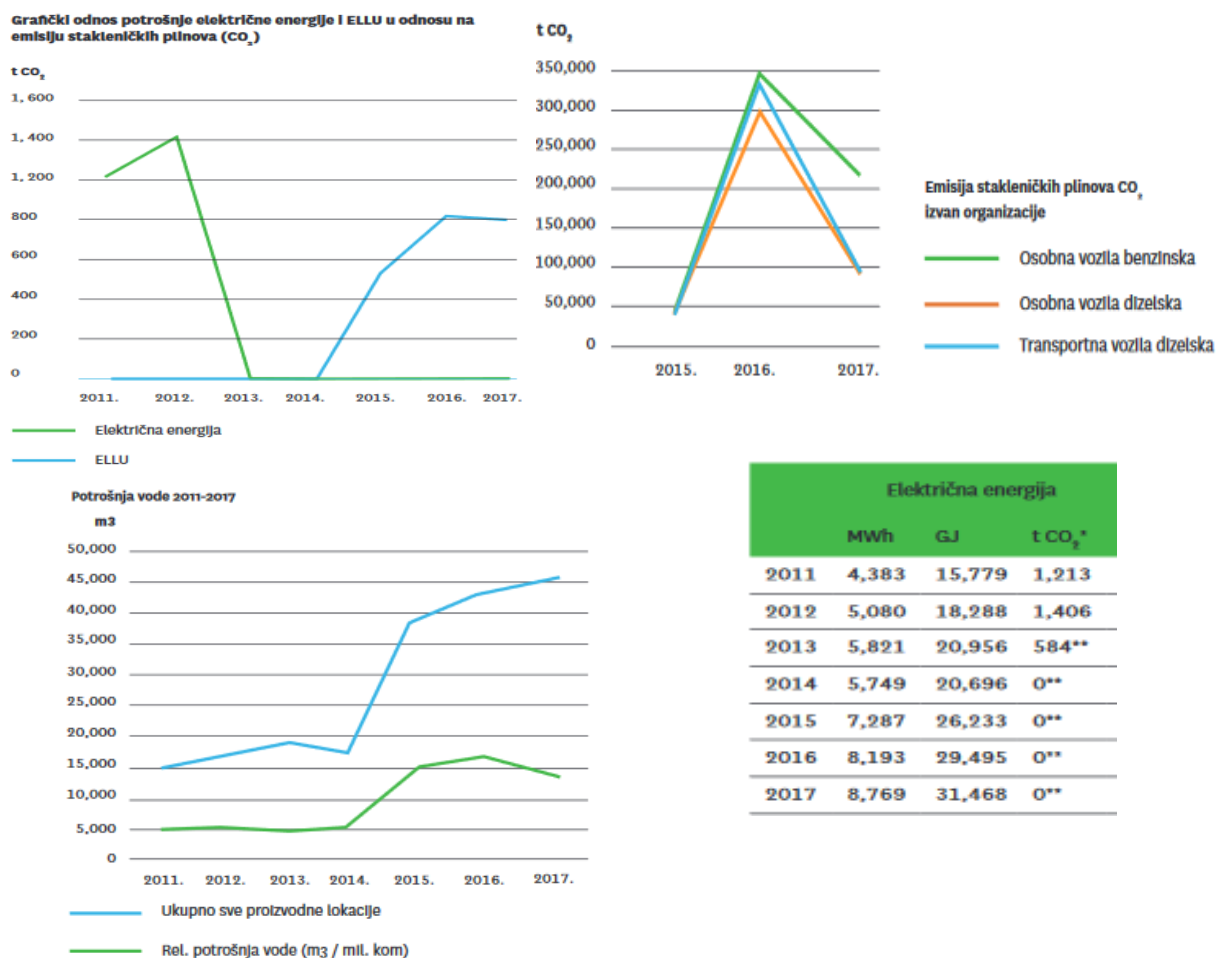 Grafički odnos potrošnje električne energije i ELLU u odnosu na
emisiju stakleničkih plinova (CO₂)
t CO₂
1,600
1,400
1,200
800
600
400
200
0
2011. 2012. 2013. 2014. 2015. 2016. 2017.
Električna energija
ELLU
t CO₂
350,000
300,000
250,000
200,000
150,000
100,000
50,000
0
2015. 2016. 2017.
Emisija stakleničkih plinova CO₂
izvan organizacije
Osobna vozila benzinska
Osobna vozila dizelska
Transportna vozila dizelska
Potrošnja vode 2011-2017
m3
50,000
45,000
40,000
35,000
30,000
25,000
20,000
15,000
10,000
5,000
0
2011. 2012. 2013. 2014. 2015. 2016. 2017.
Ukupno sve proizvodne lokacije
Rel. potrošnja vode (m3 / mil. kom)
Električna energija
MWh GJ t CO₂*
2011 4,383 15,779 1,213
2012 5,080 18,288 1,406
2013 5,821 20,956 584**
2014 5,749 20,696 0**
2015 7,287 26,233 0**
2016 8,193 29,495 0**
2017 8,769 31,468 0**